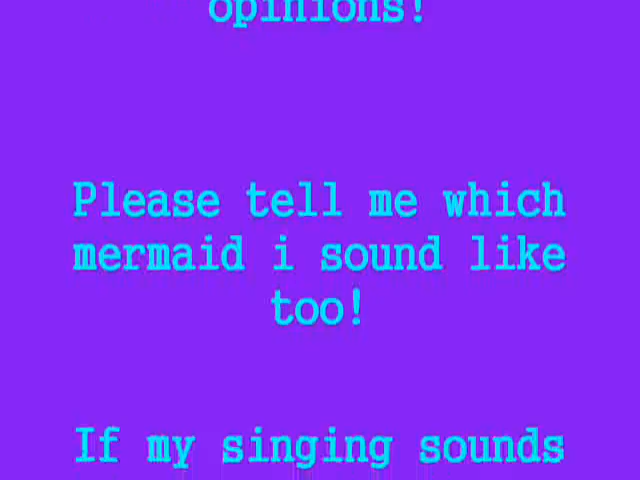 opinions!
Please tell me which
mermaid i sound like
too!
If my singing sounds